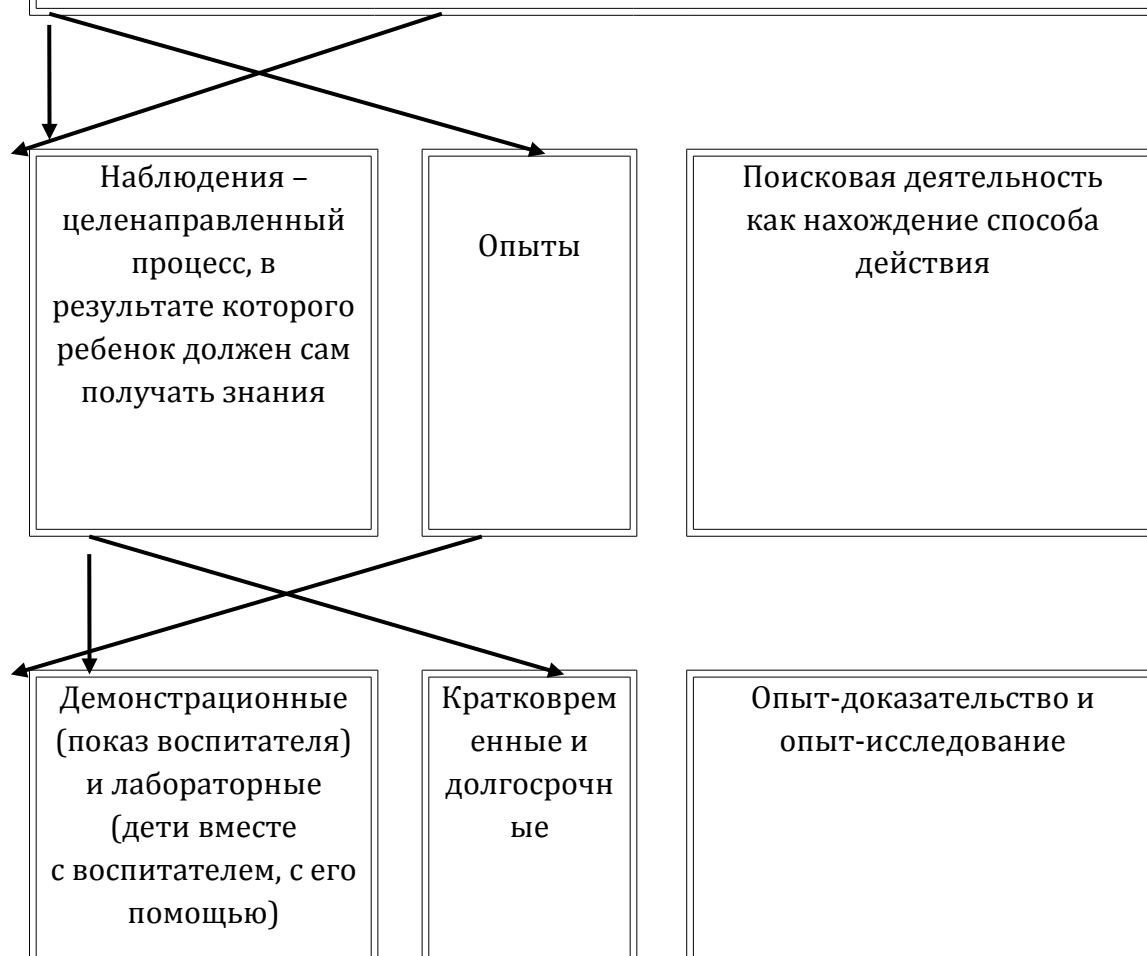 Наблюдения –
целенаправленный
процесс, в
результате которого
ребенок должен сам
получать знания
Опыты
Поисковая деятельность
как нахождение способа
действия
Демонстрационные
(показ воспитателя)
и лабораторные
(дети вместе
с воспитателем, с его
помощью)
Кратковрем
енные и
долгосрочн
ые
Опыт-доказательство и
опыт-исследование